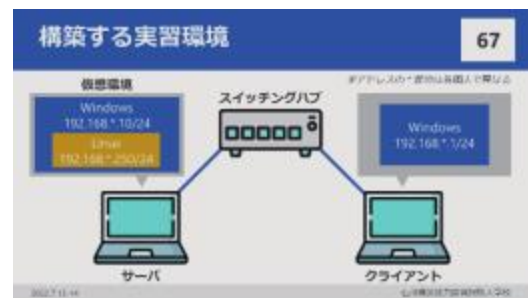 構築する実習環境
67
仮想環境
Windows
192.168.*.10/24
Linux
192.168.*.250/24
スイッチングハブ
※アドレスの*部分は各個人で異なる
Windows
192.168.*.1/24
サーバ
クライアント